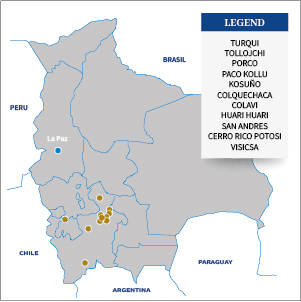 LEGEND
TURQUI
TOLLOJCHI
PORCO
PACO KOLLU
KOSUÑO
COLQUECHACA
COLAVI
HUARI HUARI
SAN ANDRES
CERRO RICO POTOSI
VISICSA
BRASIL
PERU
La Paz
CHILE
PARAGUAY
ARGENTINA